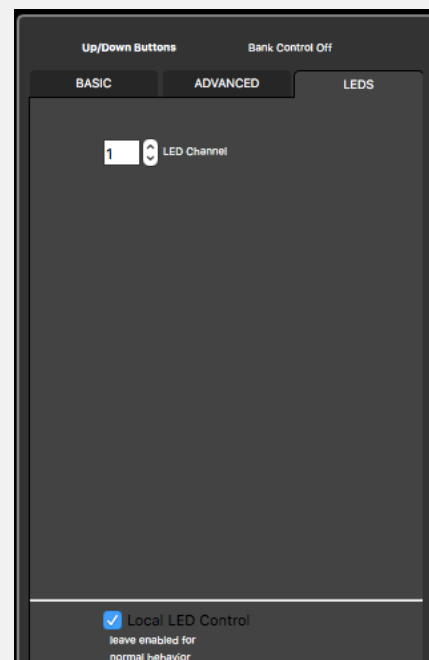 Up/Down Buttons Bank Control Off
BASIC ADVANCED LEDS
1 LED Channel
Local LED Control
leave enabled for
normal behavior